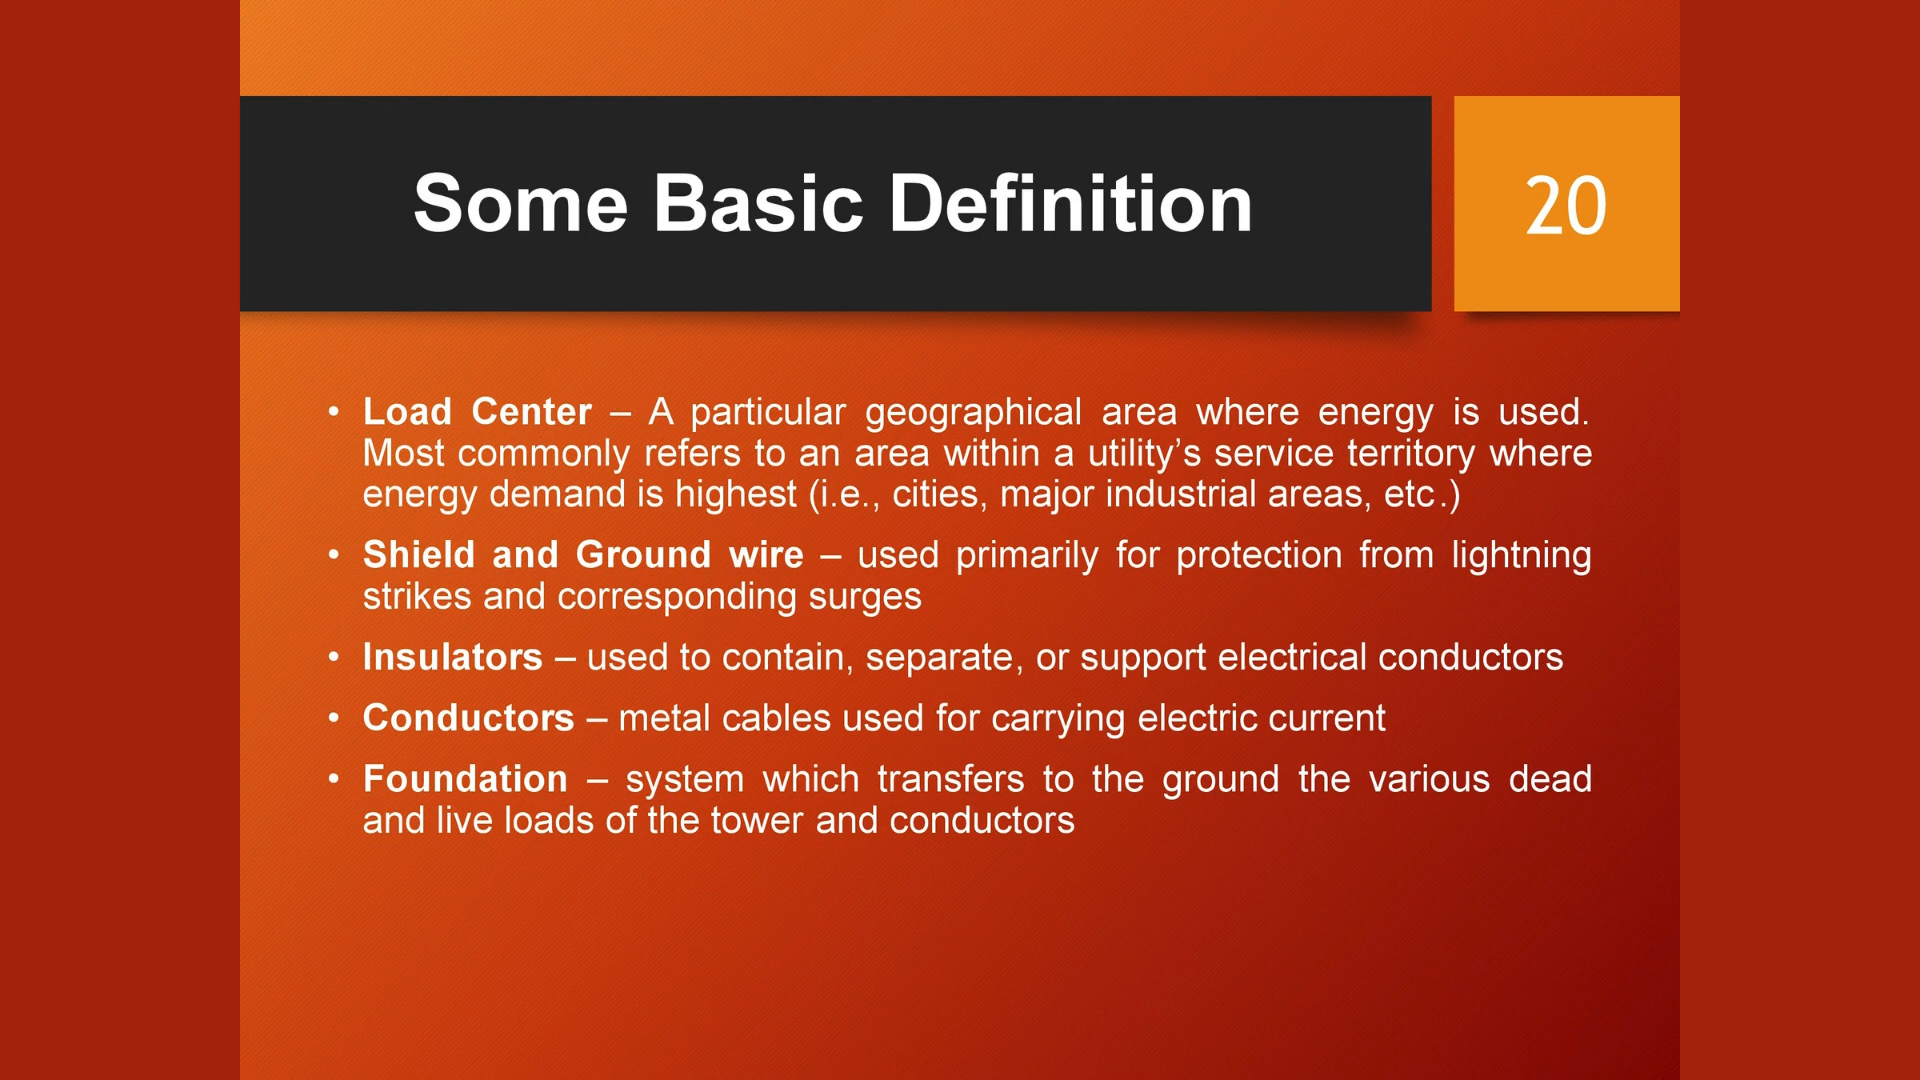 Some Basic Definition
20
• Load Center – A particular geographical area where energy is used.
Most commonly refers to an area within a utility’s service territory where
energy demand is highest (i.e., cities, major industrial areas, etc.)
• Shield and Ground wire – used primarily for protection from lightning
strikes and corresponding surges
• Insulators – used to contain, separate, or support electrical conductors
• Conductors – metal cables used for carrying electric current
• Foundation – system which transfers to the ground the various dead
and live loads of the tower and conductors